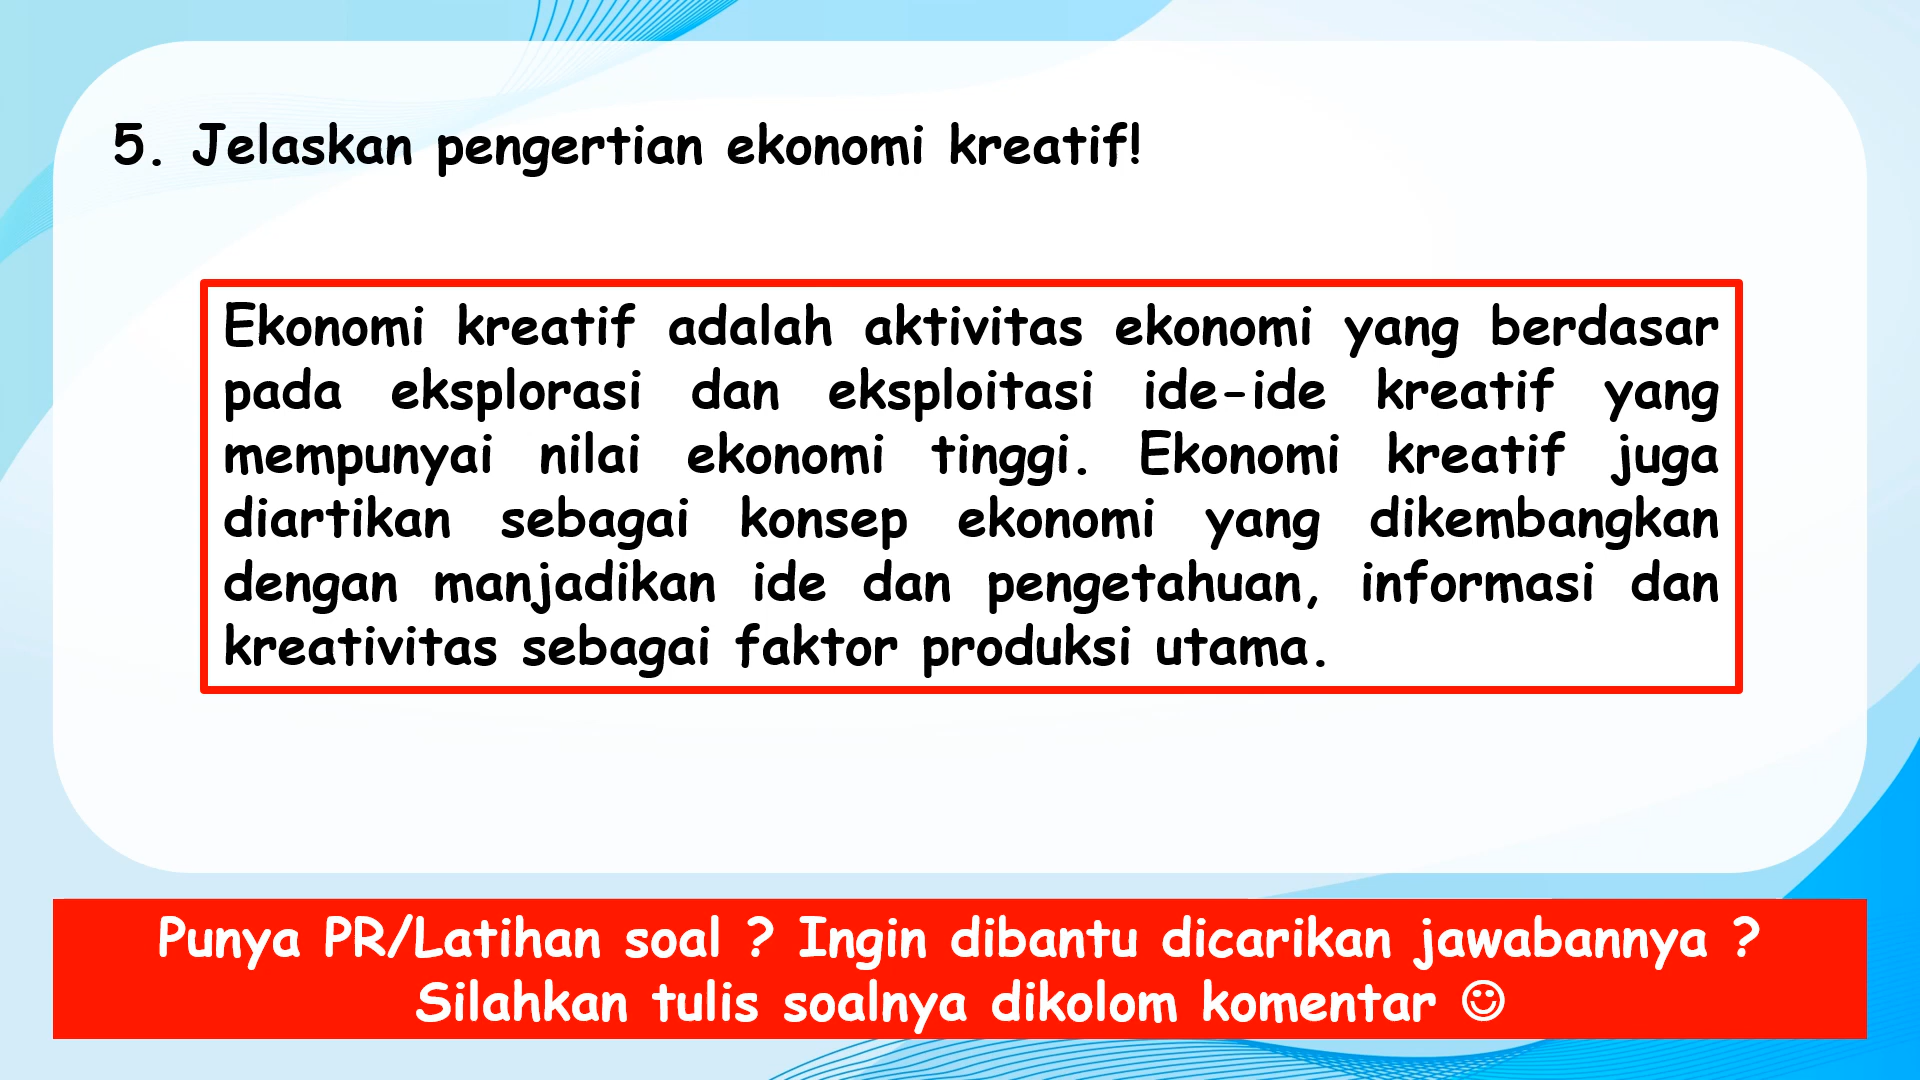 5. Jelaskan pengertian ekonomi kreatif!
Ekonomi kreatif adalah aktivitas ekonomi yang berdasar
pada eksplorasi dan eksploitasi ide-ide kreatif yang
mempunyai nilai ekonomi tinggi. Ekonomi kreatif juga
diartikan sebagai konsep ekonomi yang dikembangkan
dengan manjadikan ide dan pengetahuan, informasi dan
kreativitas sebagai faktor produksi utama.
Punya PR/Latihan soal ? Ingin dibantu dicarikan jawabannya ?
Silahkan tulis soalnya dikolom komentar ☺